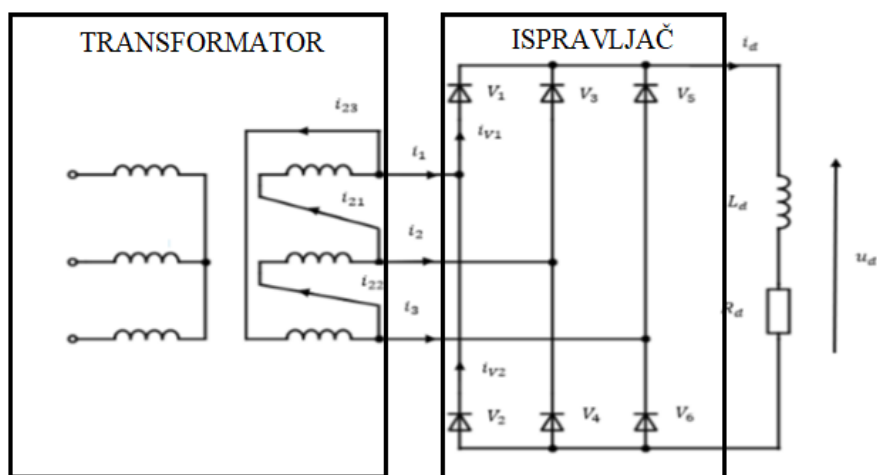 TRANSFORMATOR
ISPRAVLJAČ
i_d
V_1
V_3
V_5
i_23
i_V1
i_1
i_21
i_2
L_d
u_d
i_22
i_3
R_d
i_V2
V_2
V_4
V_6